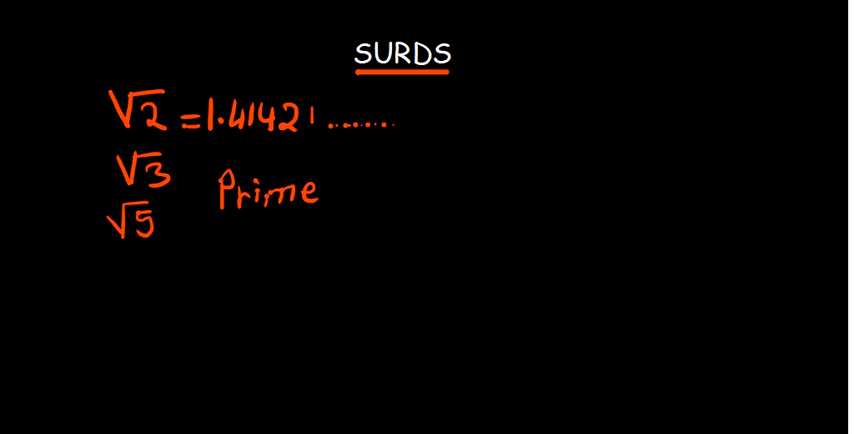 SURDS
√2 = 1.41421........
√3
Prime
√5